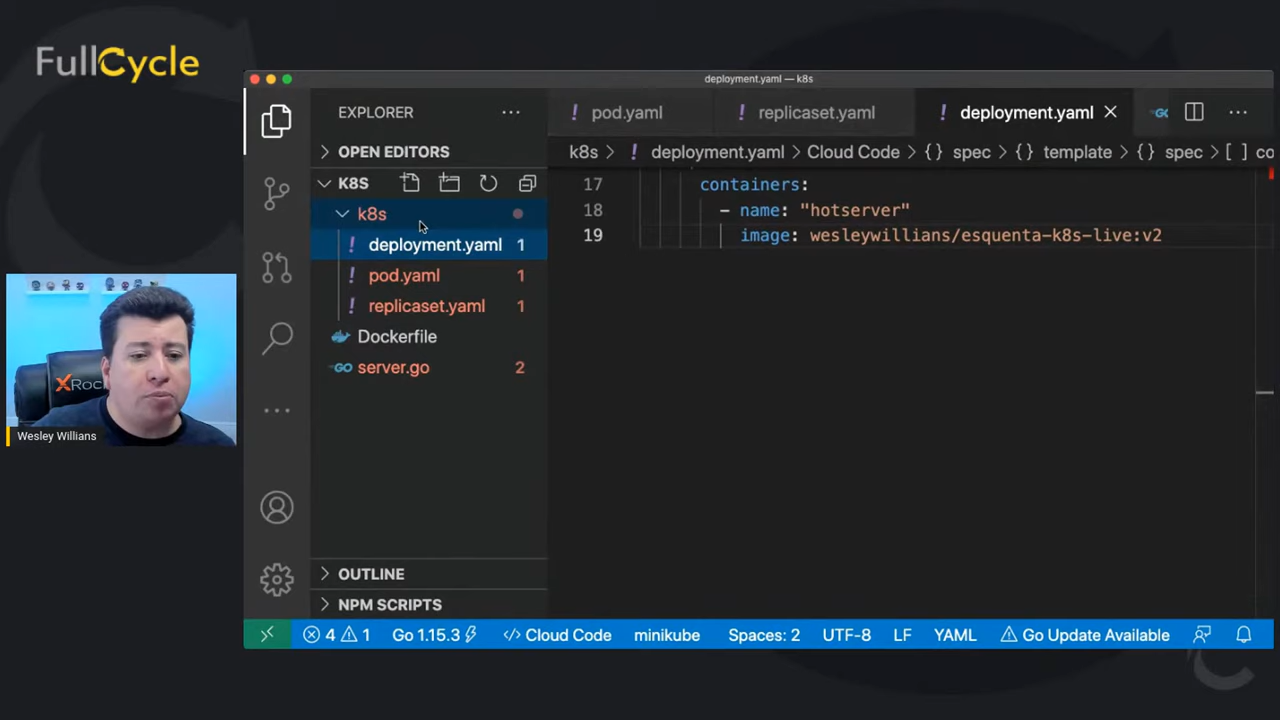 FullCycle
deployment.yaml — k8s
EXPLORER
pod.yaml
replicaset.yaml
deployment.yaml
OPEN EDITORS
k8s > ! deployment.yaml > Cloud Code > {} spec > {} template > {} spec > [ ] co
K8S
17 containers:
k8s
18 - name: "hotserver"
! deployment.yaml 1
19 image: wesleywillians/esquenta-k8s-live:v2
! pod.yaml 1
! replicaset.yaml 1
Dockerfile
server.go 2
Wesley Willians
OUTLINE
NPM SCRIPTS
4 1 Go 1.15.3 Cloud Code minikube Spaces: 2 UTF-8 LF YAML Go Update Available